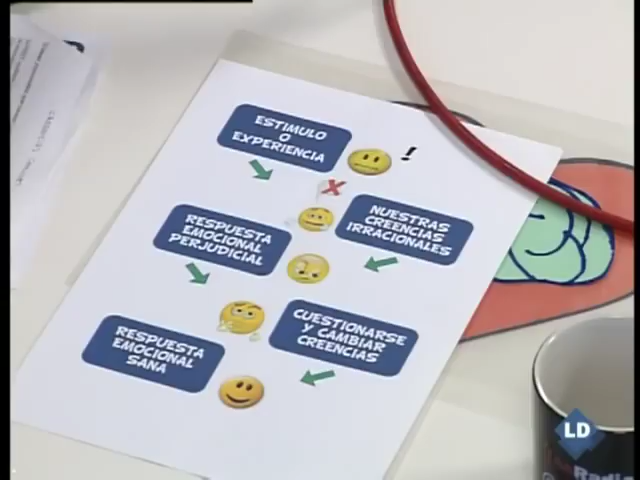 ESTIMULO
O
EXPERIENCIA
!
NUESTRAS
CREENCIAS
IRRACIONALES
RESPUESTA
EMOCIONAL
PERJUDICIAL
CUESTIONARSE
Y CAMBIAR
CREENCIAS
RESPUESTA
EMOCIONAL
SANA
LD